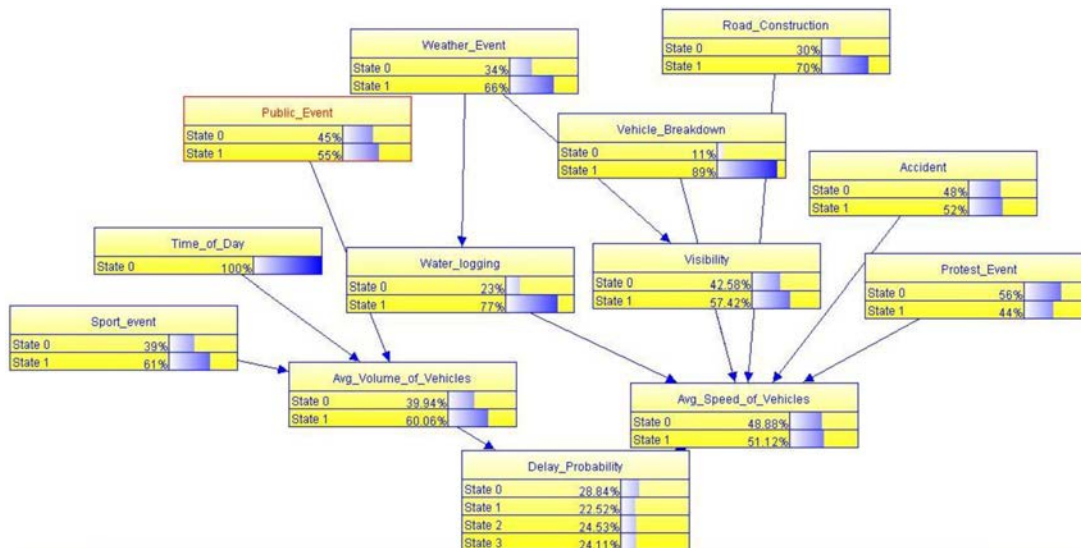 Road_Construction
State 0 30%
State 1 70%
Weather_Event
State 0 34%
State 1 66%
Public_Event
State 0 45%
State 1 55%
Vehicle_Breakdown
State 0 11%
State 1 89%
Accident
State 0 48%
State 1 52%
Time_of_Day
State 0 100%
Water_logging
State 0 23%
State 1 77%
Visibility
State 0 42.58%
State 1 57.42%
Protest_Event
State 0 56%
State 1 44%
Sport_event
State 0 39%
State 1 61%
Avg_Volume_of_Vehicles
State 0 39.94%
State 1 60.06%
Avg_Speed_of_Vehicles
State 0 48.88%
State 1 51.12%
Delay_Probability
State 0 28.84%
State 1 22.52%
State 2 24.53%
State 3 24.11%